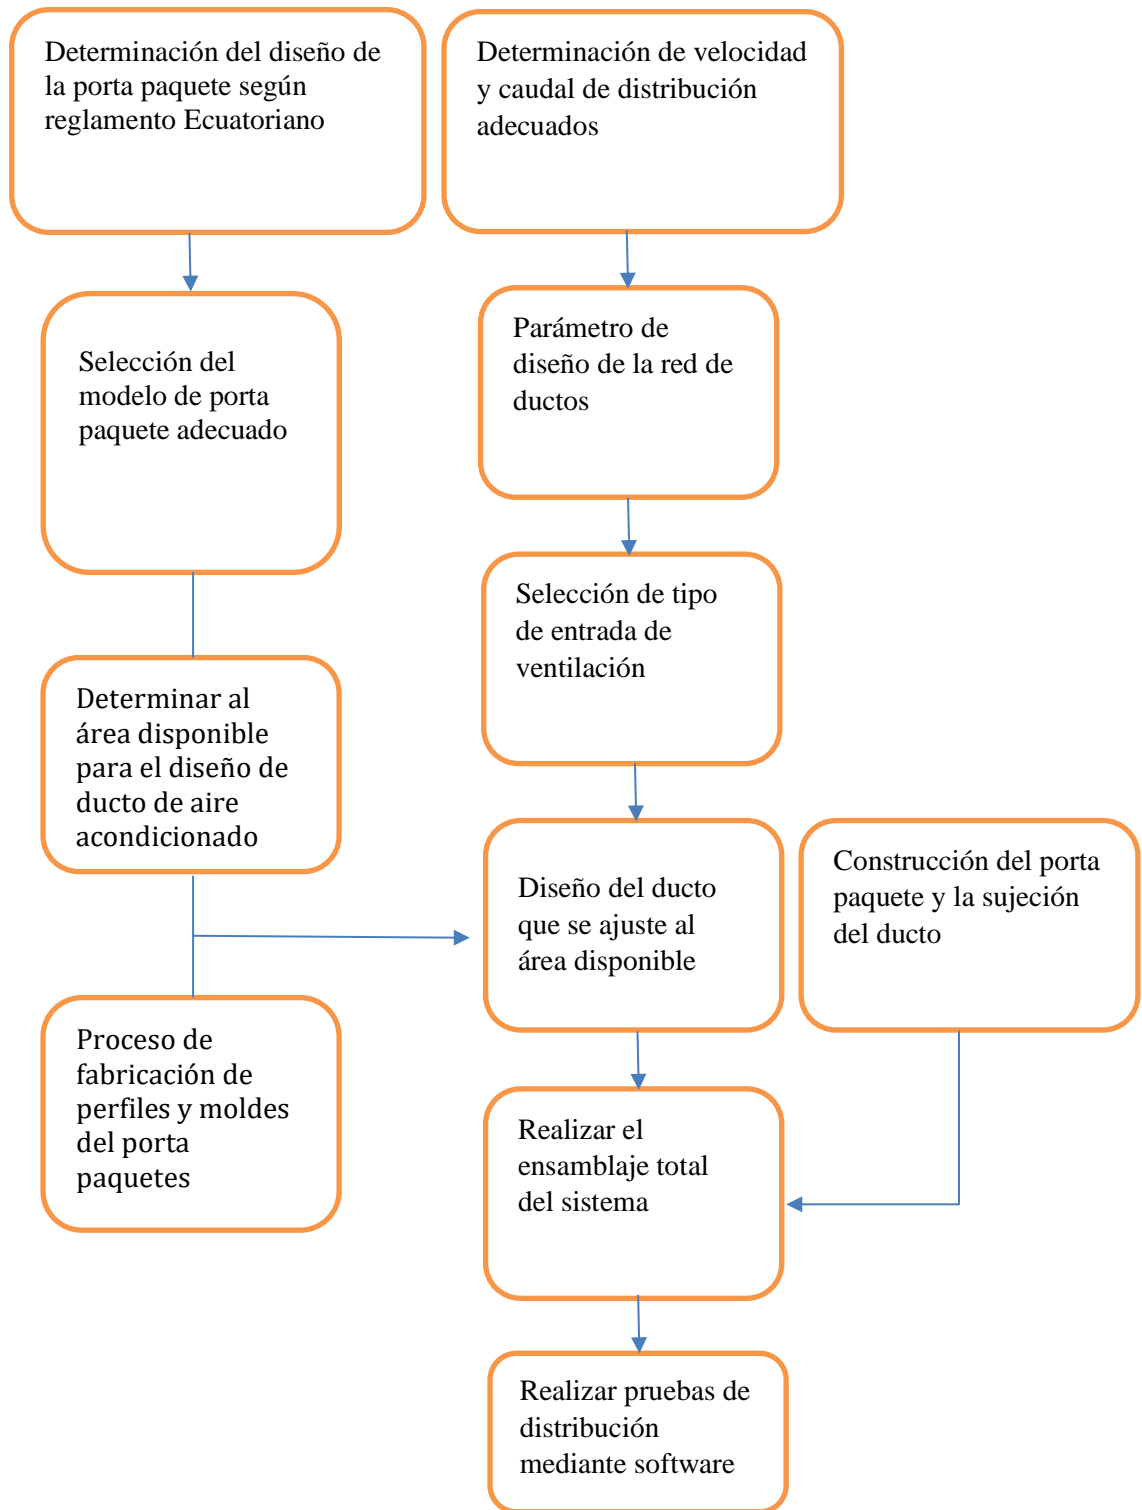 Determinación del diseño de
la porta paquete según
reglamento Ecuatoriano
Determinación de velocidad
y caudal de distribución
adecuados
Selección del
modelo de porta
paquete adecuado
Parámetro de
diseño de la red de
ductos
Selección de tipo
de entrada de
ventilación
Determinar al
área disponible
para el diseño de
ducto de aire
acondicionado
Diseño del ducto
que se ajuste al
área disponible
Construcción del porta
paquete y la sujeción
del ducto
Proceso de
fabricación de
perfiles y moldes
del porta
paquetes
Realizar el
ensamblaje total
del sistema
Realizar pruebas de
distribución
mediante software